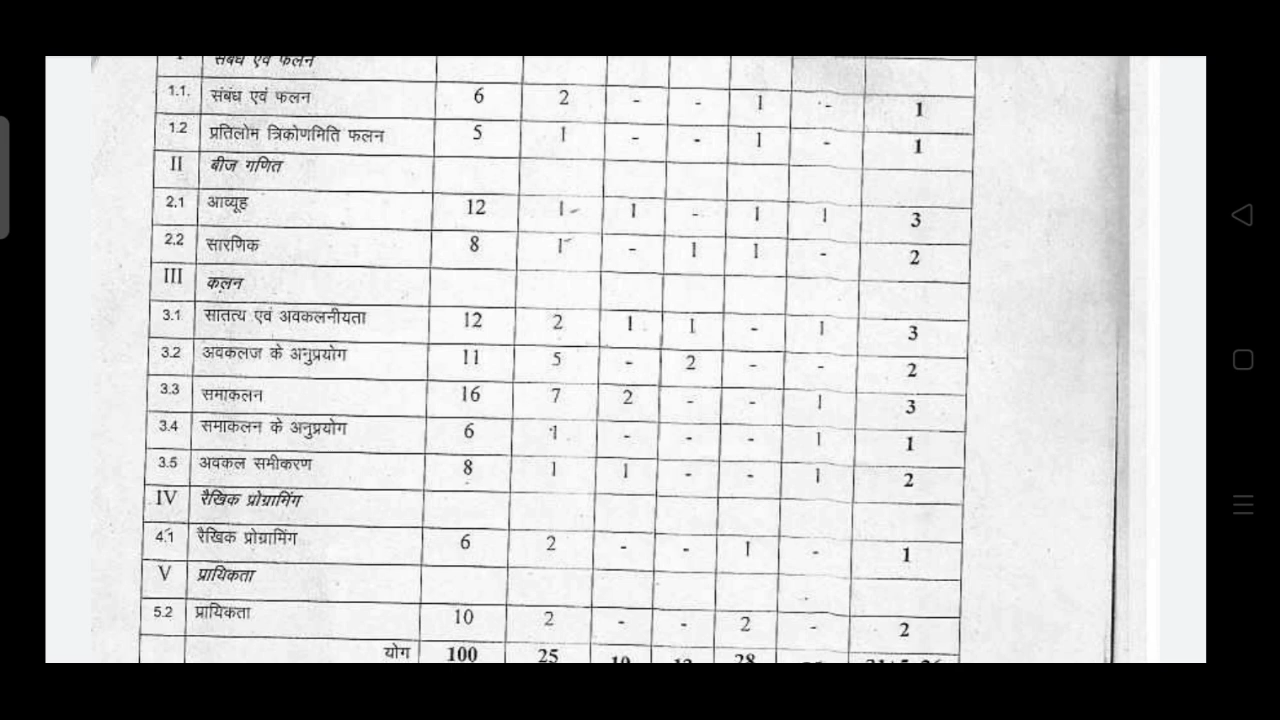 संबंध एवं फलन
1.1. संबंध एवं फलन 6 2 - - 1 - 1
1.2 प्रतिलोम त्रिकोणमिति फलन 5 1 - - 1 - 1
II बीज गणित
2.1 आव्यूह 12 1 1 - 1 1 3
2.2 सारणिक 8 1 - 1 1 - 2
III कलन
3.1 सातत्य एवं अवकलनीयता 12 2 1 1 - 1 3
3.2 अवकलज के अनुप्रयोग 11 5 - 2 - - 2
3.3 समाकलन 16 7 2 - - 1 3
3.4 समाकलन के अनुप्रयोग 6 1 - - - 1 1
3.5 अवकल समीकरण 8 1 1 - - 1 2
IV रैखिक प्रोग्रामिंग
4.1 रैखिक प्रोग्रामिंग 6 2 - - 1 - 1
V प्रायिकता
5.2 प्रायिकता 10 2 - - 2 - 2
योग 100 25 28